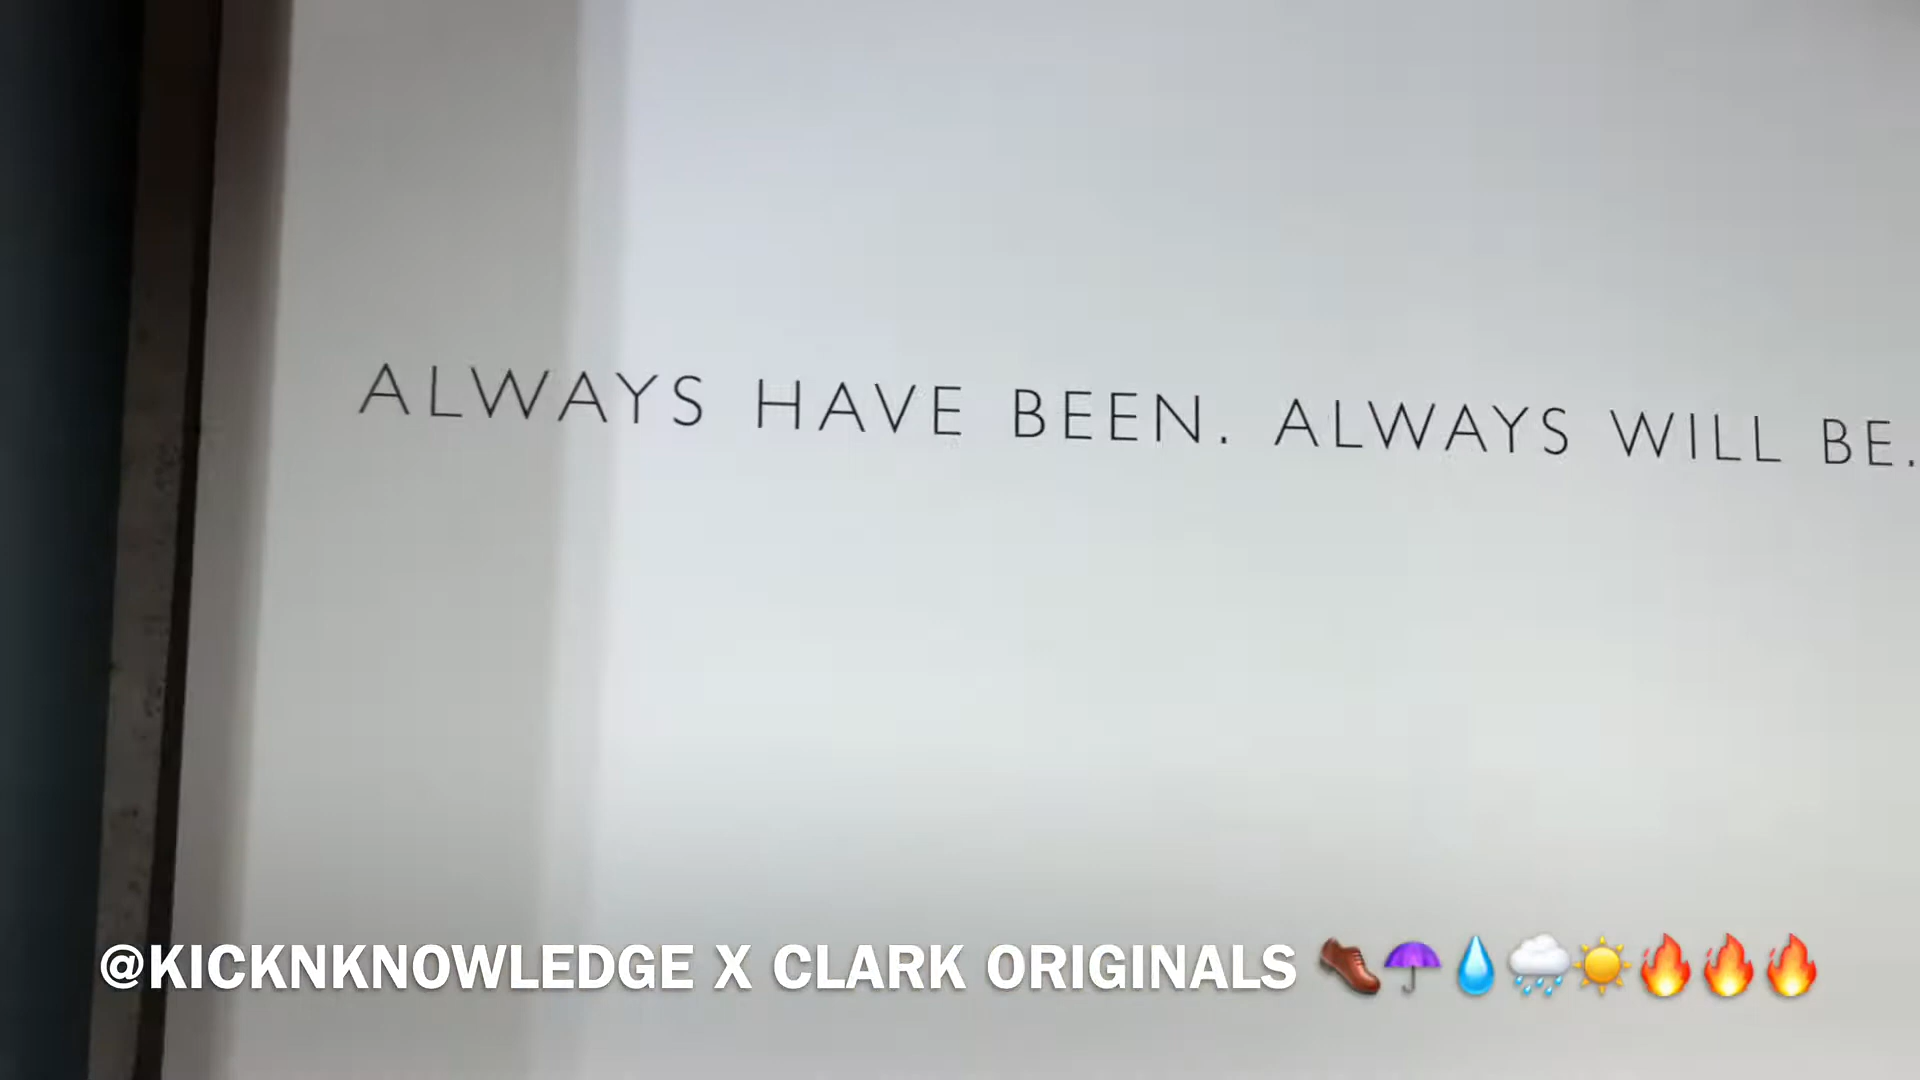 ALWAYS HAVE BEEN. ALWAYS WILL BE.
@KICKNKNOWLEDGE X CLARK ORIGINALS 👞☂️💧🌧️☀️🔥🔥🔥